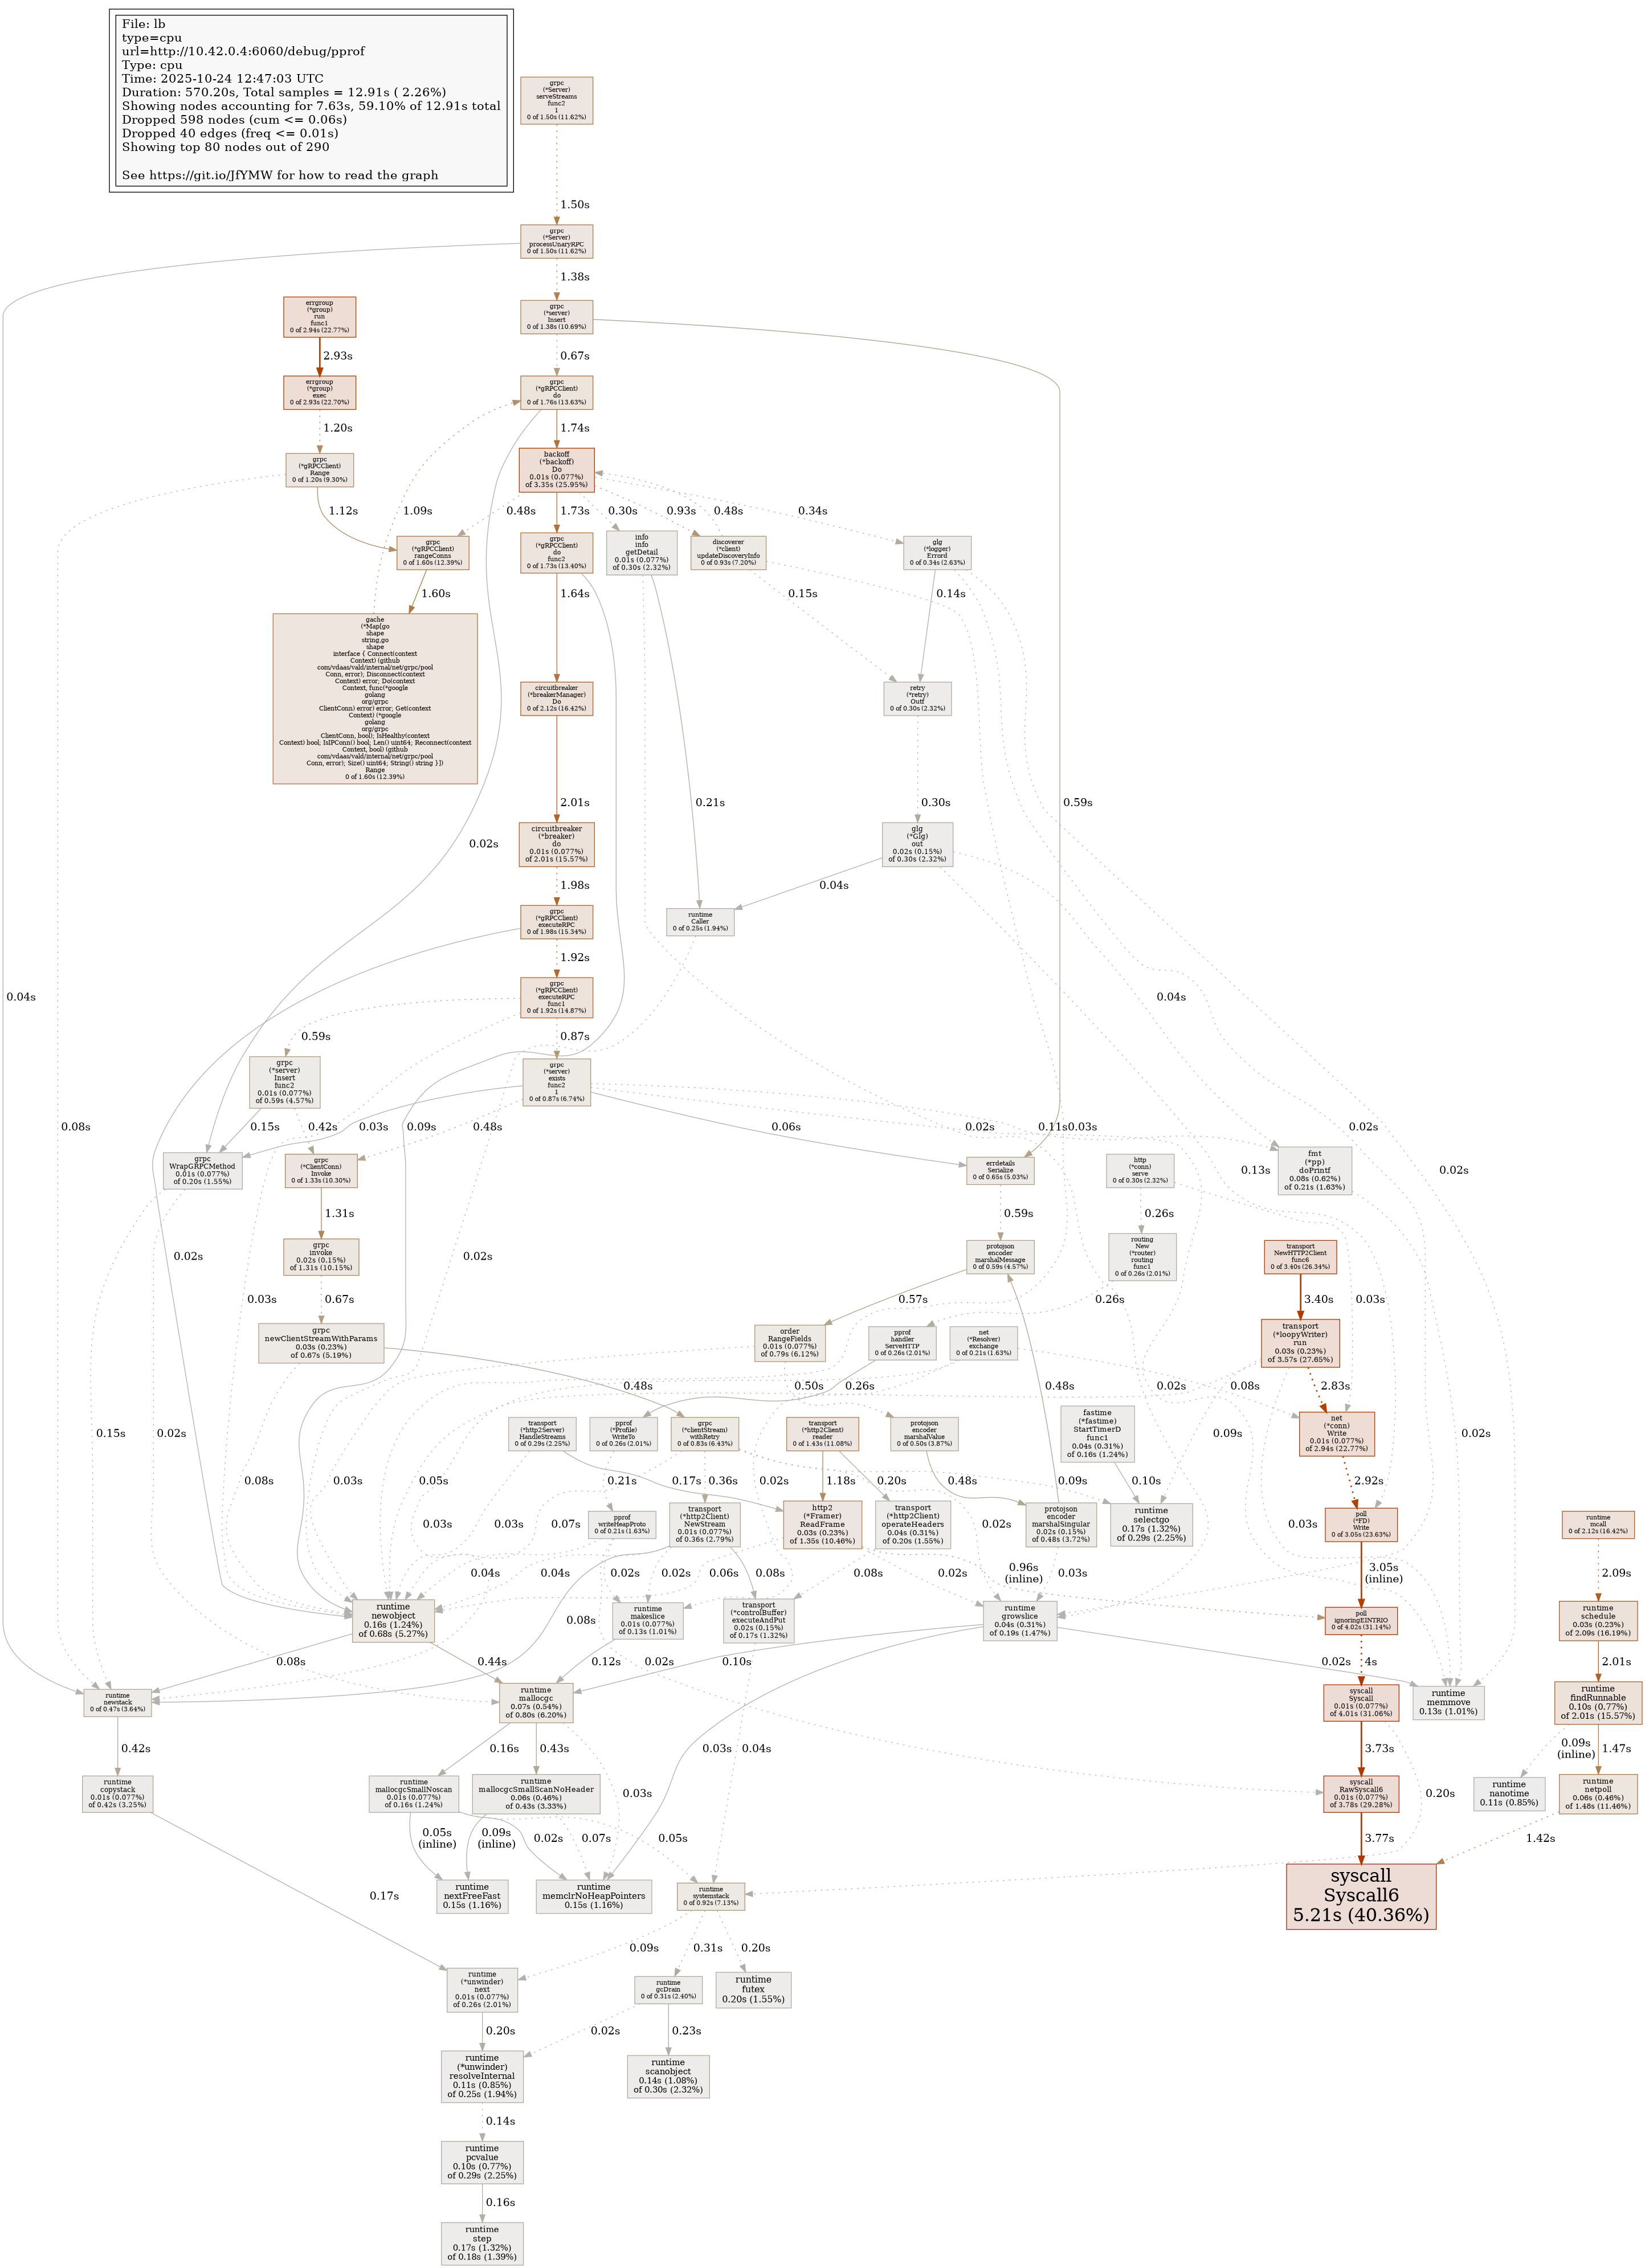 File: lb
type=cpu
url=http://10.42.0.4:6060/debug/pprof
Type: cpu
Time: 2025-10-24 12:47:03 UTC
Duration: 570.20s, Total samples = 12.91s ( 2.26%)
Showing nodes accounting for 7.63s, 59.10% of 12.91s total
Dropped 598 nodes (cum <= 0.06s)
Dropped 40 edges (freq <= 0.01s)
Showing top 80 nodes out of 290
See https://git.io/JfYMW for how to read the graph
grpc
(*Server)
serveStreams
func2
1
0 of 1.50s (11.62%)
1.50s
grpc
(*Server)
processUnaryRPC
0 of 1.50s (11.62%)
1.38s
errgroup
(*group)
run
func1
0 of 2.94s (22.77%)
grpc
(*server)
Insert
0 of 1.38s (10.69%)
2.93s
0.67s
errgroup
(*group)
exec
0 of 2.93s (22.70%)
grpc
(*gRPCClient)
do
0 of 1.76s (13.63%)
1.20s
1.74s
grpc
(*gRPCClient)
Range
0 of 1.20s (9.30%)
backoff
(*backoff)
Do
0.01s (0.077%)
of 3.35s (25.95%)
1.12s
1.09s
0.48s
1.73s
0.30s
0.93s
0.48s
0.34s
grpc
(*gRPCClient)
rangeConns
0 of 1.60s (12.39%)
grpc
(*gRPCClient)
do
func2
0 of 1.73s (13.40%)
info
info
getDetail
0.01s (0.077%)
of 0.30s (2.32%)
discoverer
(*client)
updateDiscoveryInfo
0 of 0.93s (7.20%)
glg
(*logger)
Errord
0 of 0.34s (2.63%)
1.60s
1.64s
0.15s
0.14s
gache
(*Map[go
shape
string,go
shape
interface { Connect(context
Context) (github
com/vdaas/vald/internal/net/grpc/pool
Conn, error); Disconnect(context
Context) error; Do(context
Context, func(*google
golang
org/grpc
ClientConn) error) error; Get(context
Context) (*google
golang
org/grpc
ClientConn, bool); IsHealthy(context
Context) bool; IsIPConn() bool; Len() uint64; Reconnect(context
Context, bool) (github
com/vdaas/vald/internal/net/grpc/pool
Conn, error); Size() uint64; String() string }])
Range
0 of 1.60s (12.39%)
circuitbreaker
(*breakerManager)
Do
0 of 2.12s (16.42%)
retry
(*retry)
Outf
0 of 0.30s (2.32%)
2.01s
0.21s
0.30s
0.59s
0.02s
circuitbreaker
(*breaker)
do
0.01s (0.077%)
of 2.01s (15.57%)
glg
(*Glg)
out
0.02s (0.15%)
of 0.30s (2.32%)
1.98s
0.04s
grpc
(*gRPCClient)
executeRPC
0 of 1.98s (15.34%)
runtime
Caller
0 of 0.25s (1.94%)
1.92s
grpc
(*gRPCClient)
executeRPC
func1
0 of 1.92s (14.87%)
0.04s
0.04s
0.59s
0.87s
grpc
(*server)
Insert
func2
0.01s (0.077%)
of 0.59s (4.57%)
grpc
(*server)
exists
func2
1
0 of 0.87s (6.74%)
0.08s
0.15s
0.42s
0.03s
0.09s
0.48s
0.06s
0.02s
0.11s
0.03s
0.02s
0.13s
0.02s
grpc
WrapGRPCMethod
0.01s (0.077%)
of 0.20s (1.55%)
grpc
(*ClientConn)
Invoke
0 of 1.33s (10.30%)
errdetails
Serialize
0 of 0.65s (5.03%)
http
(*conn)
serve
0 of 0.30s (2.32%)
fmt
(*pp)
doPrintf
0.08s (0.62%)
of 0.21s (1.63%)
1.31s
0.59s
0.26s
0.02s
0.02s
grpc
invoke
0.02s (0.15%)
of 1.31s (10.15%)
protojson
encoder
marshalMessage
0 of 0.59s (4.57%)
routing
New
(*router)
routing
func1
0 of 0.26s (2.01%)
transport
NewHTTP2Client
func6
0 of 3.40s (26.34%)
0.03s
0.67s
0.57s
0.26s
3.40s
0.03s
grpc
newClientStreamWithParams
0.03s (0.23%)
of 0.67s (5.19%)
order
RangeFields
0.01s (0.077%)
of 0.79s (6.12%)
pprof
handler
ServeHTTP
0 of 0.26s (2.01%)
net
(*Resolver)
exchange
0 of 0.21s (1.63%)
transport
(*loopyWriter)
run
0.03s (0.23%)
of 3.57s (27.65%)
0.48s
0.50s
0.26s
0.48s
0.02s
0.08s
2.83s
0.15s
0.02s
transport
(*http2Server)
HandleStreams
0 of 0.29s (2.25%)
pprof
(*Profile)
WriteTo
0 of 0.26s (2.01%)
grpc
(*clientStream)
withRetry
0 of 0.83s (6.43%)
transport
(*http2Client)
reader
0 of 1.43s (11.08%)
protojson
encoder
marshalValue
0 of 0.50s (3.87%)
fastime
(*fastime)
StartTimerD
func1
0.04s (0.31%)
of 0.16s (1.24%)
net
(*conn)
Write
0.01s (0.077%)
of 2.94s (22.77%)
0.09s
0.02s
0.08s
0.03s
0.05s
0.21s
0.17s
0.36s
0.02s
1.18s
0.20s
0.48s
0.09s
0.10s
2.92s
pprof
writeHeapProto
0 of 0.21s (1.63%)
transport
(*http2Client)
NewStream
0.01s (0.077%)
of 0.36s (2.79%)
http2
(*Framer)
ReadFrame
0.03s (0.23%)
of 1.35s (10.46%)
transport
(*http2Client)
operateHeaders
0.04s (0.31%)
of 0.20s (1.55%)
protojson
encoder
marshalSingular
0.02s (0.15%)
of 0.48s (3.72%)
runtime
selectgo
0.17s (1.32%)
of 0.29s (2.25%)
poll
(*FD)
Write
0 of 3.05s (23.63%)
runtime
mcall
0 of 2.12s (16.42%)
0.03s
0.03s
0.07s
0.02s
0.03s
0.04s
0.04s
0.02s
0.02s
0.06s
0.08s
0.08s
0.02s
0.96s
(inline)
0.03s
3.05s
(inline)
2.09s
runtime
newobject
0.16s (1.24%)
of 0.68s (5.27%)
runtime
makeslice
0.01s (0.077%)
of 0.13s (1.01%)
transport
(*controlBuffer)
executeAndPut
0.02s (0.15%)
of 0.17s (1.32%)
runtime
growslice
0.04s (0.31%)
of 0.19s (1.47%)
poll
ignoringEINTRIO
0 of 4.02s (31.14%)
runtime
schedule
0.03s (0.23%)
of 2.09s (16.19%)
0.08s
0.44s
0.08s
0.12s
0.02s
0.10s
0.02s
4s
2.01s
runtime
newstack
0 of 0.47s (3.64%)
runtime
mallocgc
0.07s (0.54%)
of 0.80s (6.20%)
syscall
Syscall
0.01s (0.077%)
of 4.01s (31.06%)
runtime
memmove
0.13s (1.01%)
runtime
findRunnable
0.10s (0.77%)
of 2.01s (15.57%)
0.42s
0.16s
0.43s
0.03s
0.04s
0.03s
3.73s
0.20s
0.09s
(inline)
1.47s
runtime
copystack
0.01s (0.077%)
of 0.42s (3.25%)
runtime
mallocgcSmallNoscan
0.01s (0.077%)
of 0.16s (1.24%)
runtime
mallocgcSmallScanNoHeader
0.06s (0.46%)
of 0.43s (3.33%)
syscall
RawSyscall6
0.01s (0.077%)
of 3.78s (29.28%)
runtime
nanotime
0.11s (0.85%)
runtime
netpoll
0.06s (0.46%)
of 1.48s (11.46%)
0.05s
(inline)
0.09s
(inline)
0.02s
0.07s
0.05s
3.77s
1.42s
0.17s
runtime
nextFreeFast
0.15s (1.16%)
runtime
memclrNoHeapPointers
0.15s (1.16%)
runtime
systemstack
0 of 0.92s (7.13%)
syscall
Syscall6
5.21s (40.36%)
0.09s
0.31s
0.20s
runtime
(*unwinder)
next
0.01s (0.077%)
of 0.26s (2.01%)
runtime
gcDrain
0 of 0.31s (2.40%)
runtime
futex
0.20s (1.55%)
0.20s
0.02s
0.23s
runtime
(*unwinder)
resolveInternal
0.11s (0.85%)
of 0.25s (1.94%)
runtime
scanobject
0.14s (1.08%)
of 0.30s (2.32%)
0.14s
runtime
pcvalue
0.10s (0.77%)
of 0.29s (2.25%)
0.16s
runtime
step
0.17s (1.32%)
of 0.18s (1.39%)